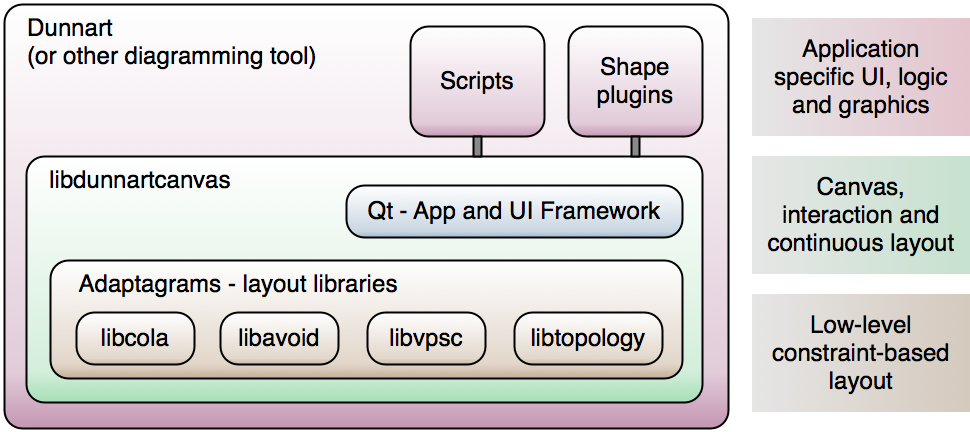 Dunnart
(or other diagramming tool)
Scripts
Shape
plugins
libdunnartcanvas
Qt - App and UI Framework
Adaptagrams - layout libraries
libcola
libavoid
libvpsc
libtopology
Application
specific UI, logic
and graphics
Canvas,
interaction and
continuous layout
Low-level
constraint-based
layout